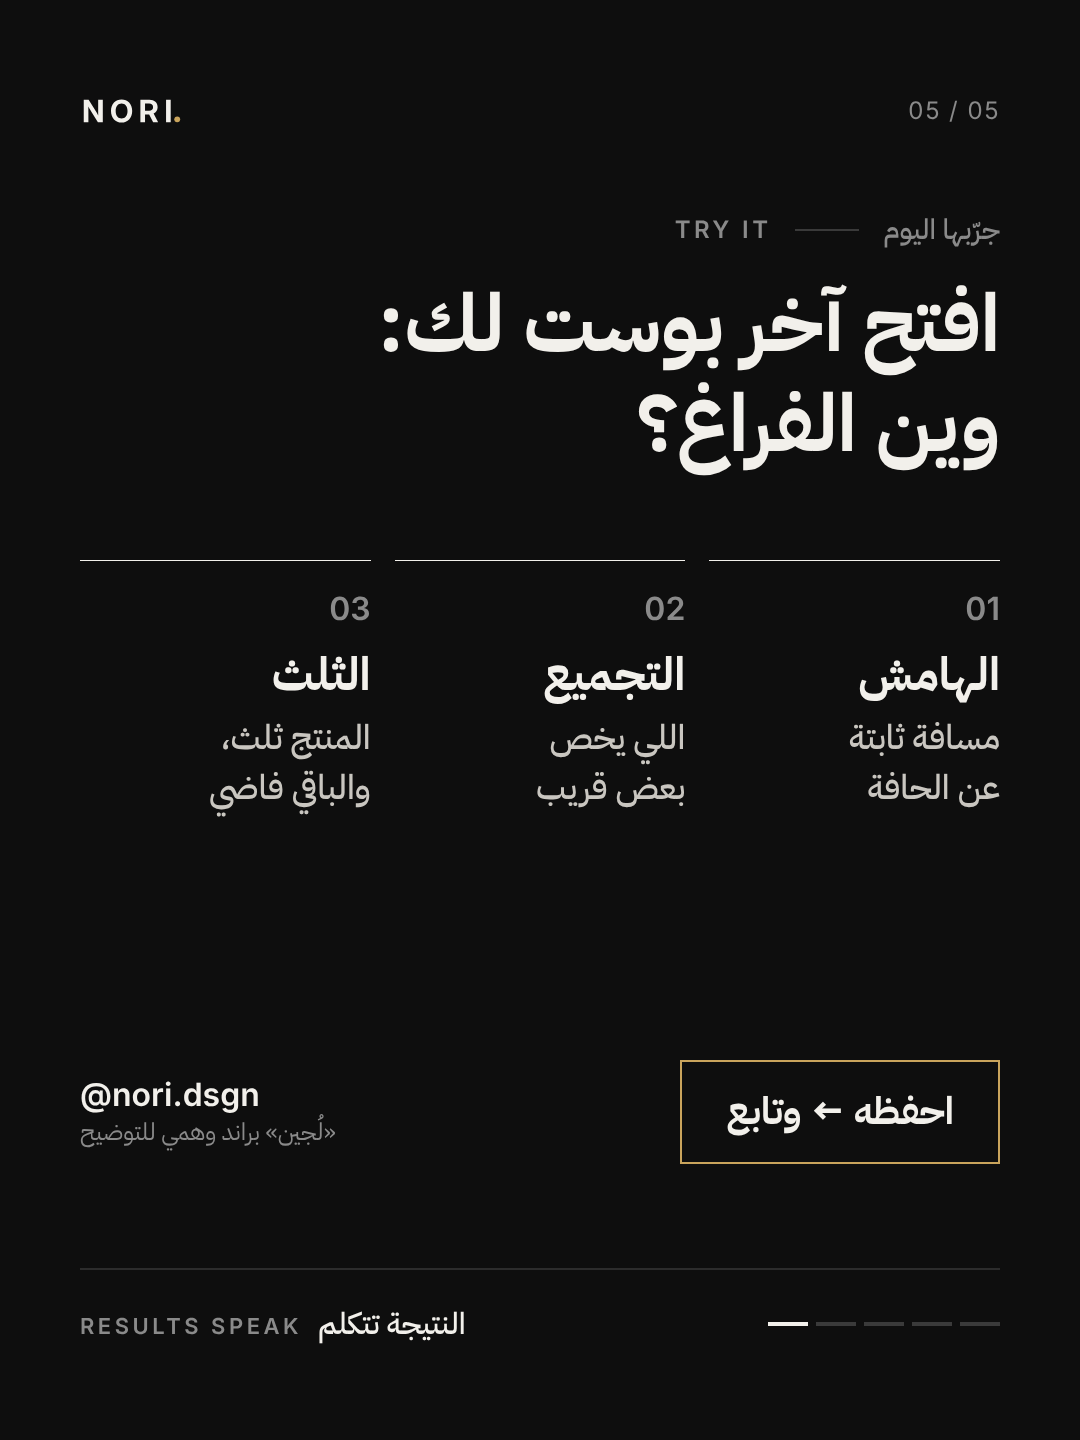 NORI.
05 / 05
جرّبها اليوم — TRY IT
افتح آخر بوست لك:
وين الفراغ؟
01
الهامش
مسافة ثابتة
عن الحافة
02
التجميع
اللي يخص
بعض قريب
03
الثلث
المنتج ثلث،
والباقي فاضي
احفظه ← وتابع
@nori.dsgn
«لُجين» براند وهمي للتوضيح
RESULTS SPEAK النتيجة تتكلم